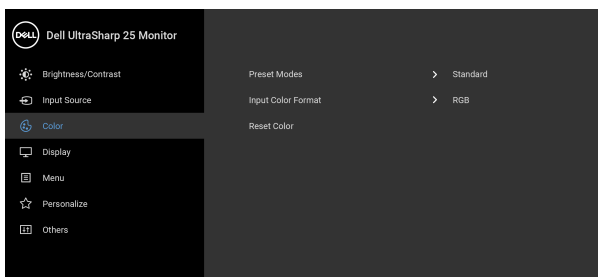 DELL Dell UltraSharp 25 Monitor
Brightness/Contrast Preset Modes Standard
Input Source Input Color Format RGB
Color Reset Color
Display
Menu
Personalize
Others